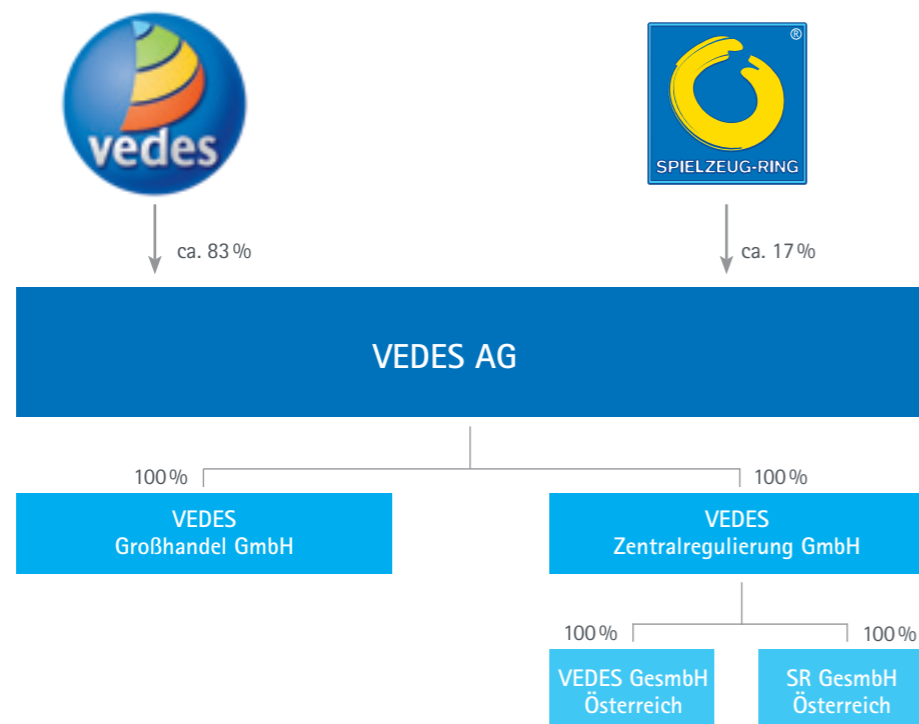 vedes
®
SPIELZEUG-RING
ca. 83 %
ca. 17 %
VEDES AG
100 %
100 %
VEDES
Großhandel GmbH
VEDES
Zentralregulierung GmbH
100 %
100 %
VEDES GesmbH
Österreich
SR GesmbH
Österreich